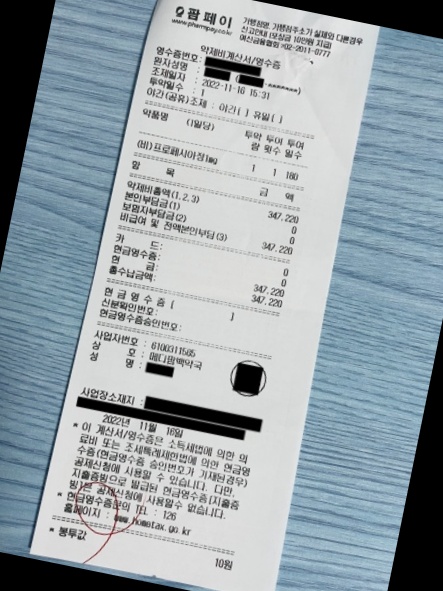 팜페이
www.pharmpay.co.kr
가맹점명, 가맹점주소가 실제와 다른경우
신고안내 (포상금 10만원 지급)
여신금융협회 ☎02-2011-0777
약제비계산서/영수증
영수증번호:
환자성명 :
조제일자 : 2022-11-16 15:31
투약일수 : 1
야간(공휴)조제 : 야간[ ] 휴일[ ]
약품명 (1일당) 투약 투여 투여
량 횟수 일수
(비)프로페시아정1mg 1 1 180
항 목 금 액
약제비총액(1,2,3) 347,220
본인부담금(1) 0
보험자부담금(2) 0
비급여 및 전액본인부담(3) 347,220
카 드: 0
현금영수증: 0
현 금: 347,220
총수납금액: 347,220
현 금 영 수 증 [ ]
신분확인번호:
현금영수증승인번호:
사업자번호 : 6100311565
상 호 : 메디팜백약국
성 명 :
사업장소재지 :
2022년 11월 16일
* 이 계산서/영수증은 소득세법에 의한 의
료비 또는 조세특례제한법에 의한 현금영
수증(현금영수증 승인번호가 기재된경우)
공제신청에 사용할 수 있습니다. 다만,
지출증빙으로 발급된 현금영수증(지출증
빙)은 공제신청에 사용할수 없습니다.
* 현금영수증문의 TEL : 126
홈페이지 : www.hometax.go.kr
* 봉투값 10원